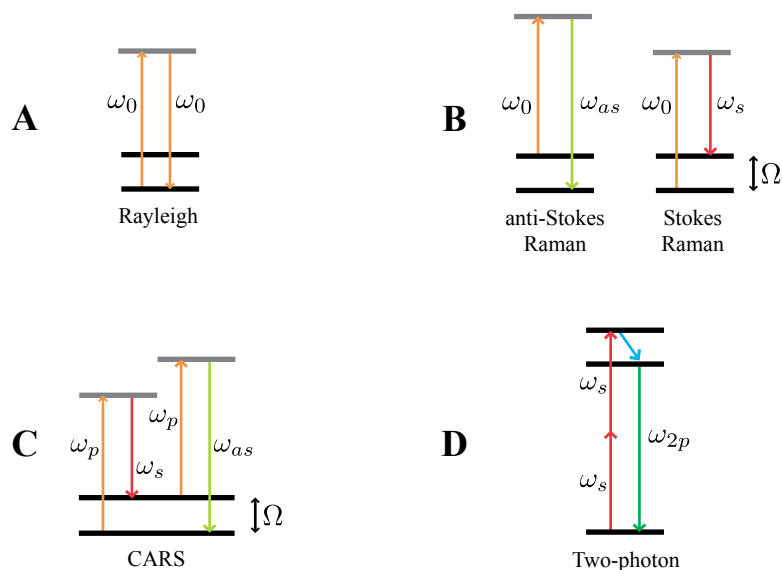 A
ω₀ ω₀
Rayleigh
B
ω₀ ωₐₛ
anti-Stokes
Raman
ω₀ ωₛ
Ω
Stokes
Raman
C
ωₚ ωₛ ωₚ ωₐₛ
Ω
CARS
D
ωₛ
ωₛ
ω₂ₚ
Two-photon